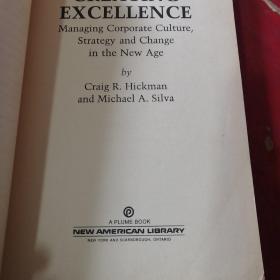 CREATING
EXCELLENCE
Managing Corporate Culture,
Strategy and Change
in the New Age
by
Craig R. Hickman
and Michael A. Silva
A PLUME BOOK
NEW AMERICAN LIBRARY
NEW YORK AND SCARBOROUGH, ONTARIO